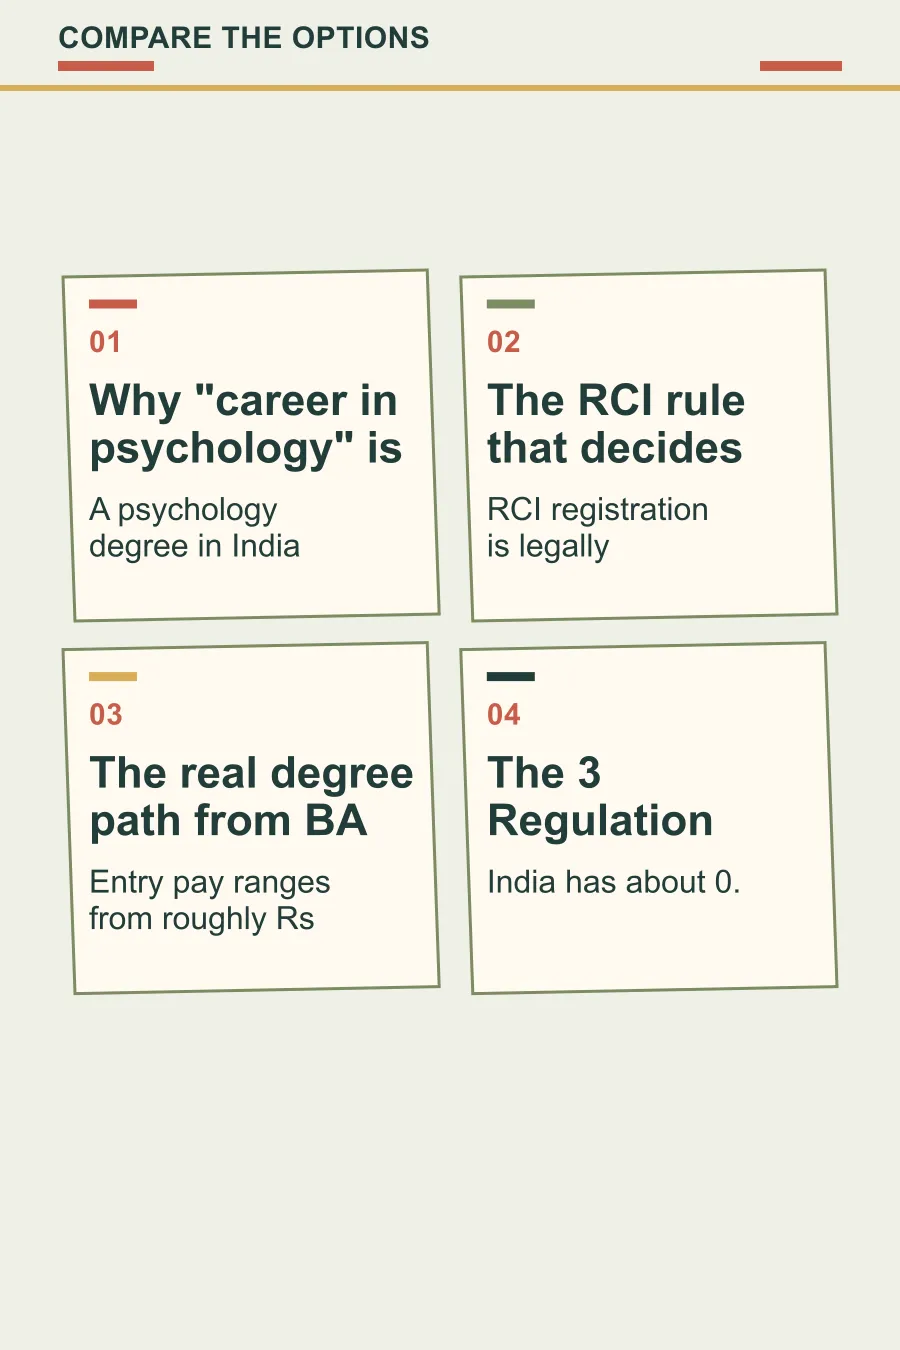 COMPARE THE OPTIONS
01
Why "career in
psychology" is
A psychology
degree in India
02
The RCI rule
that decides
RCI registration
is legally
03
The real degree
path from BA
Entry pay ranges
from roughly Rs
04
The 3
Regulation
India has about 0.